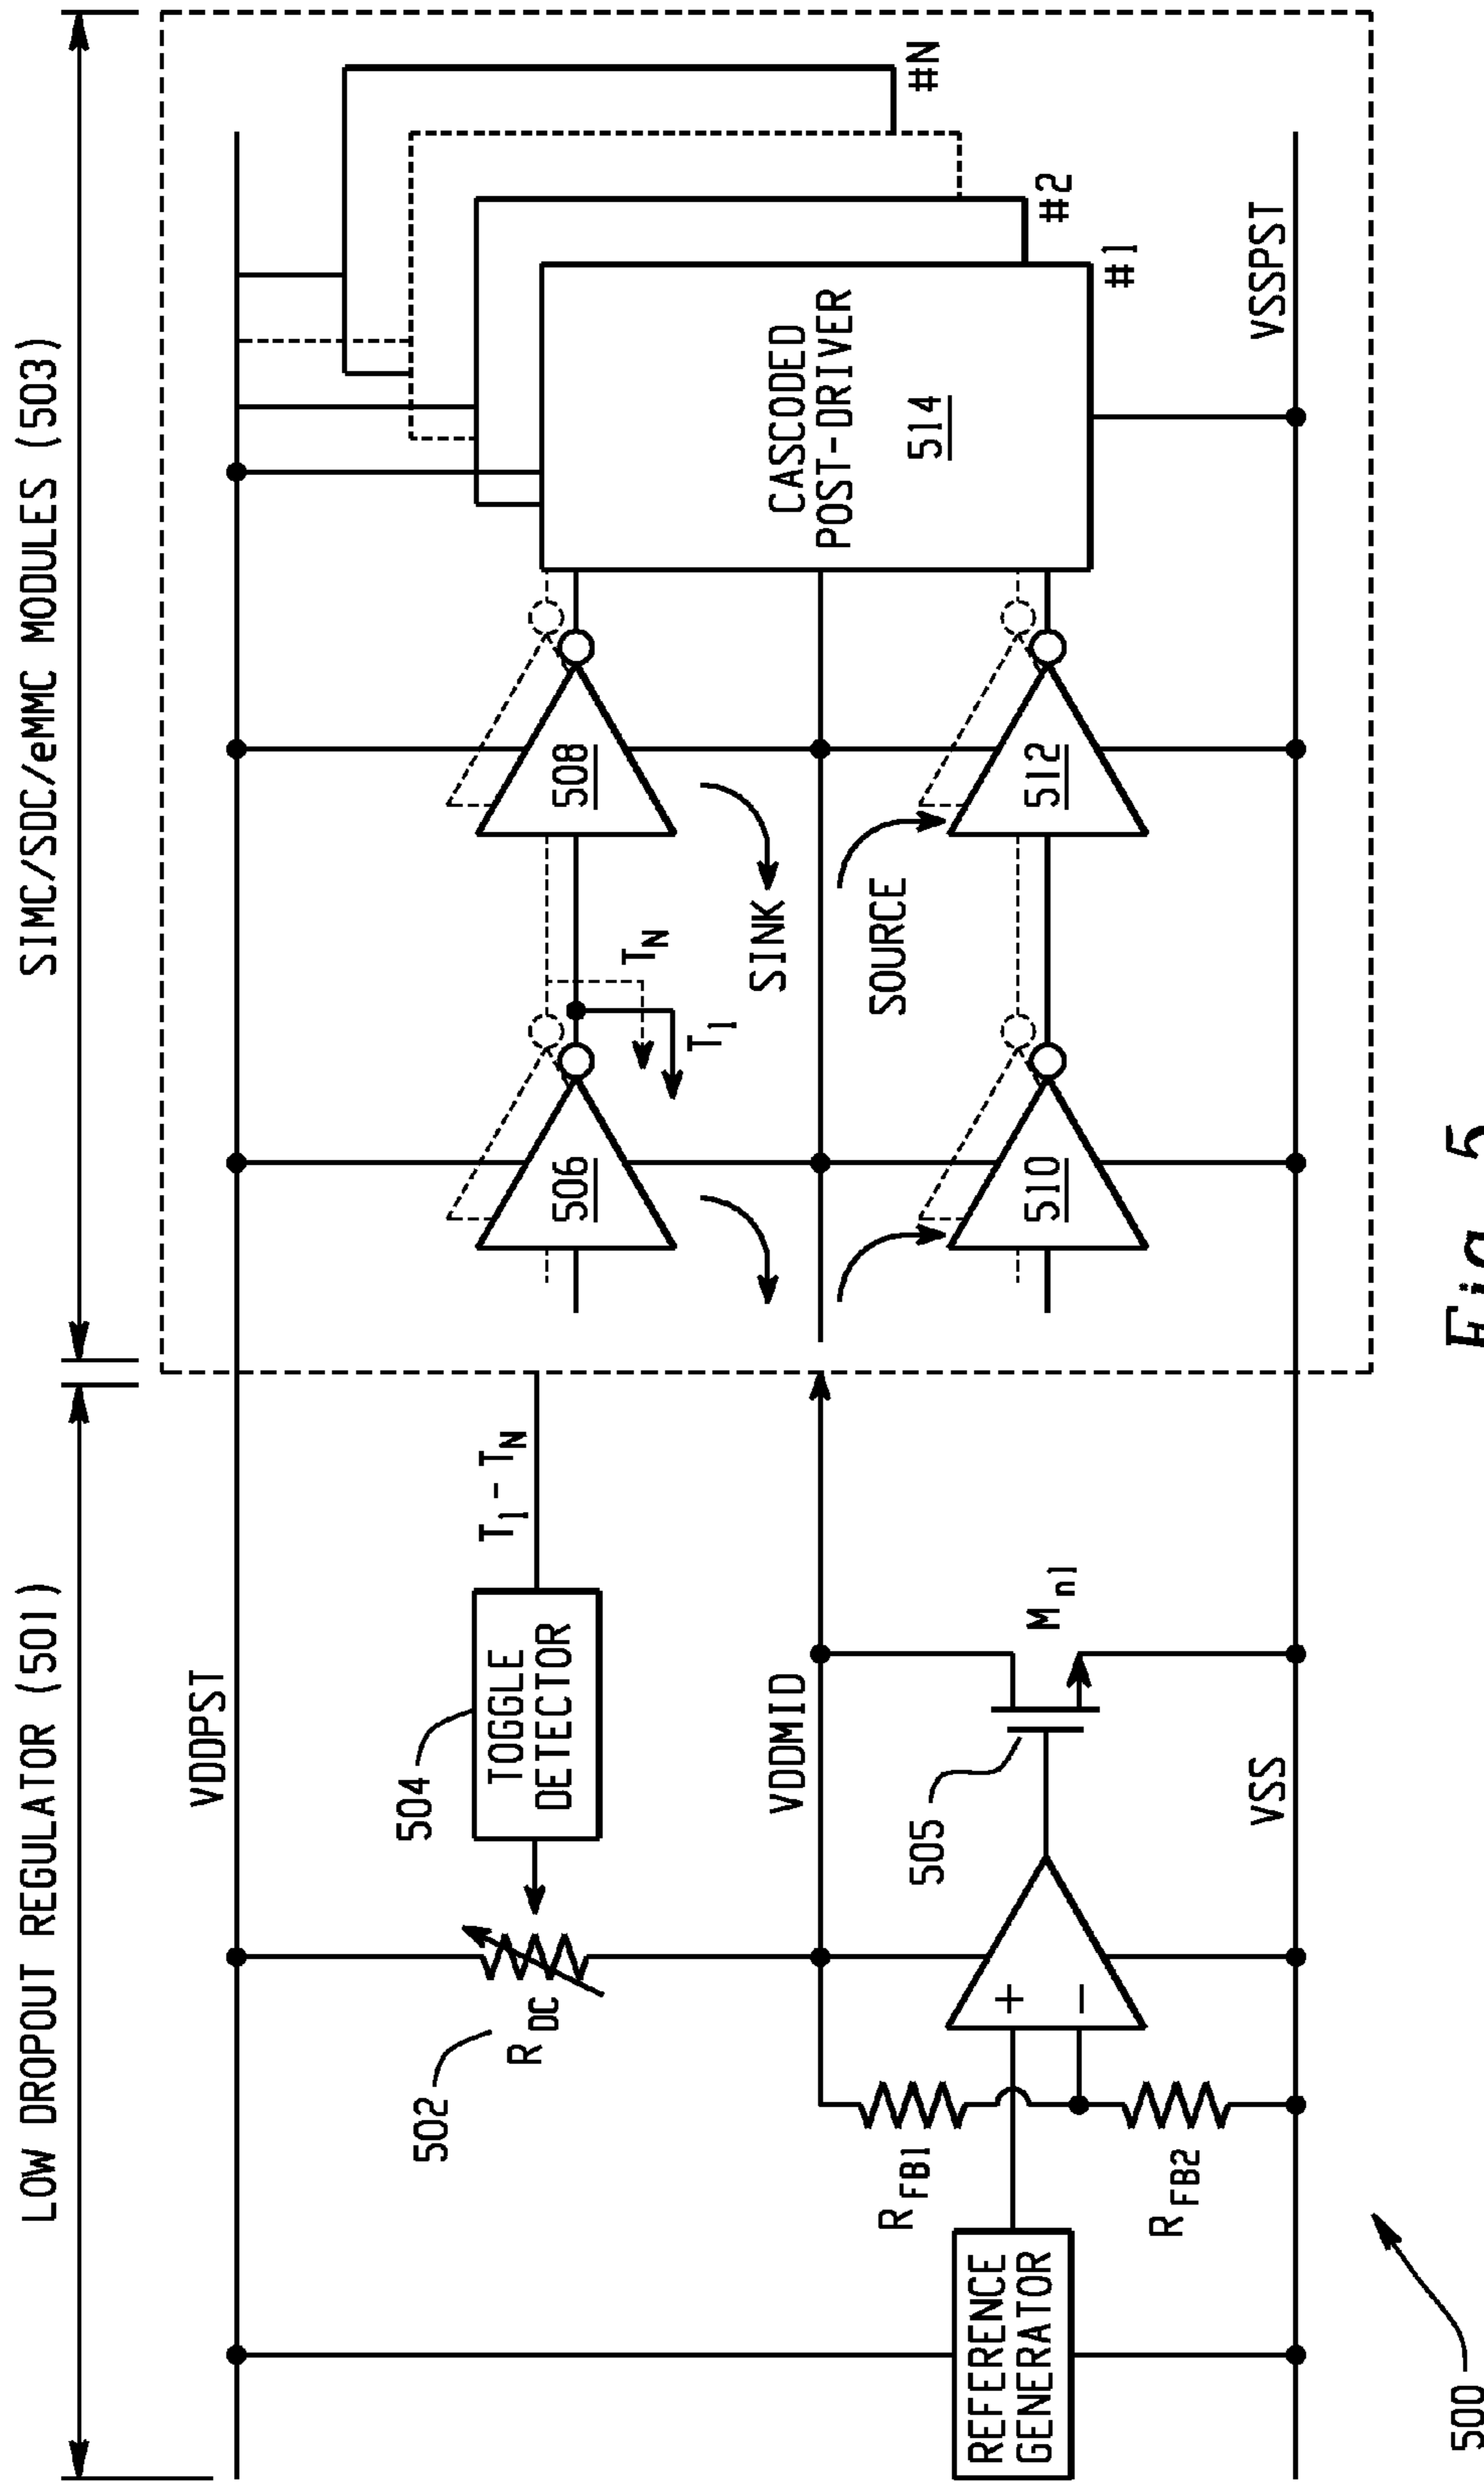 LOW DROPOUT REGULATOR (501)
SIMC/SDC/eMMC MODULES (503)
VDDPST
504
TOGGLE
DETECTOR
T1 - TN
502
RDC
506
508
T1
TN
SINK
SOURCE
CASCODED
POST-DRIVER
514
#1
#2
#N
VDDMID
REFERENCE
GENERATOR
RFB1
RFB2
+
−
505
Mn1
510
512
VSS
VSSPST
500
Fig. 5